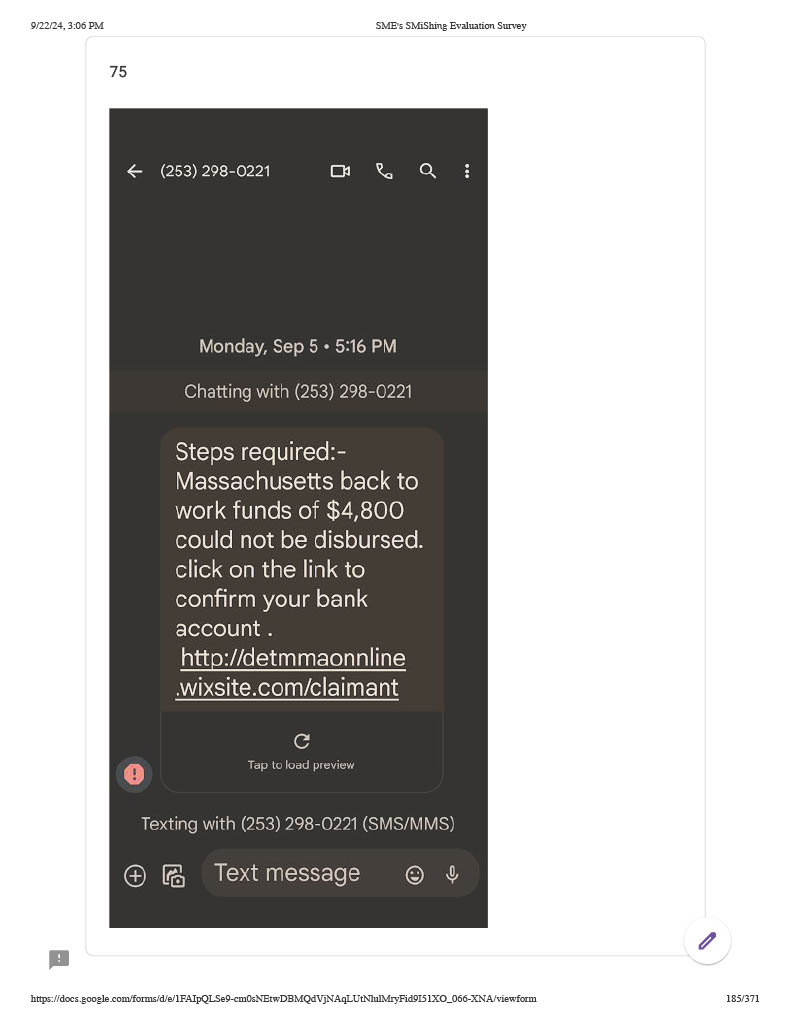 9/22/24, 3:06 PM
SME's SMiShing Evaluation Survey
75
(253) 298-0221
Monday, Sep 5 • 5:16 PM
Chatting with (253) 298-0221
Steps required:-
Massachusetts back to
work funds of $4,800
could not be disbursed.
click on the link to
confirm your bank
account .
http://detmmaonnline
.wixsite.com/claimant
Tap to load preview
Texting with (253) 298-0221 (SMS/MMS)
Text message
https://docs.google.com/forms/d/e/1FAIpQLSe9-cm0sNEtwDBMQdVjNAqLUtNlulMryFid9I51XO_066-XNA/viewform
185/371